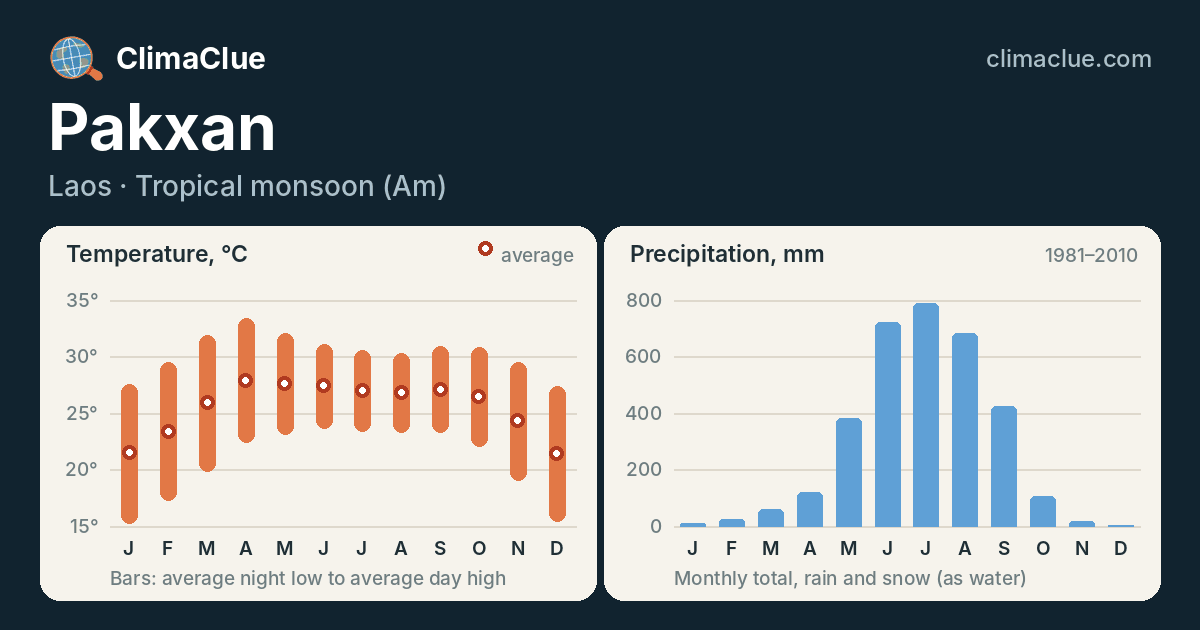 ClimaClue
climaclue.com
Pakxan
Laos · Tropical monsoon (Am)
Temperature, °C
average
35°
30°
25°
20°
15°
J F M A M J J A S O N D
Bars: average night low to average day high
Precipitation, mm
1981–2010
800
600
400
200
0
J F M A M J J A S O N D
Monthly total, rain and snow (as water)